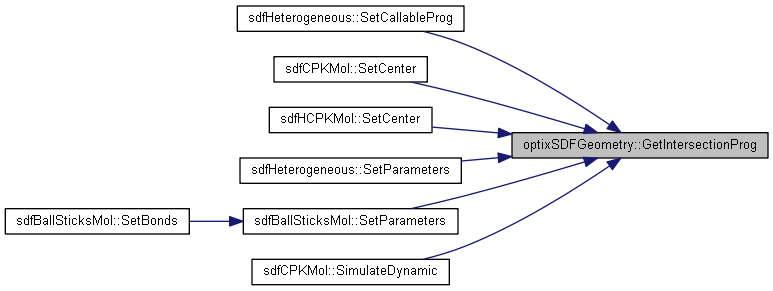 sdfHeterogeneous::SetCallableProg
sdfCPKMol::SetCenter
sdfHCPKMol::SetCenter
optixSDFGeometry::GetIntersectionProg
sdfHeterogeneous::SetParameters
sdfBallSticksMol::SetBonds
sdfBallSticksMol::SetParameters
sdfCPKMol::SimulateDynamic